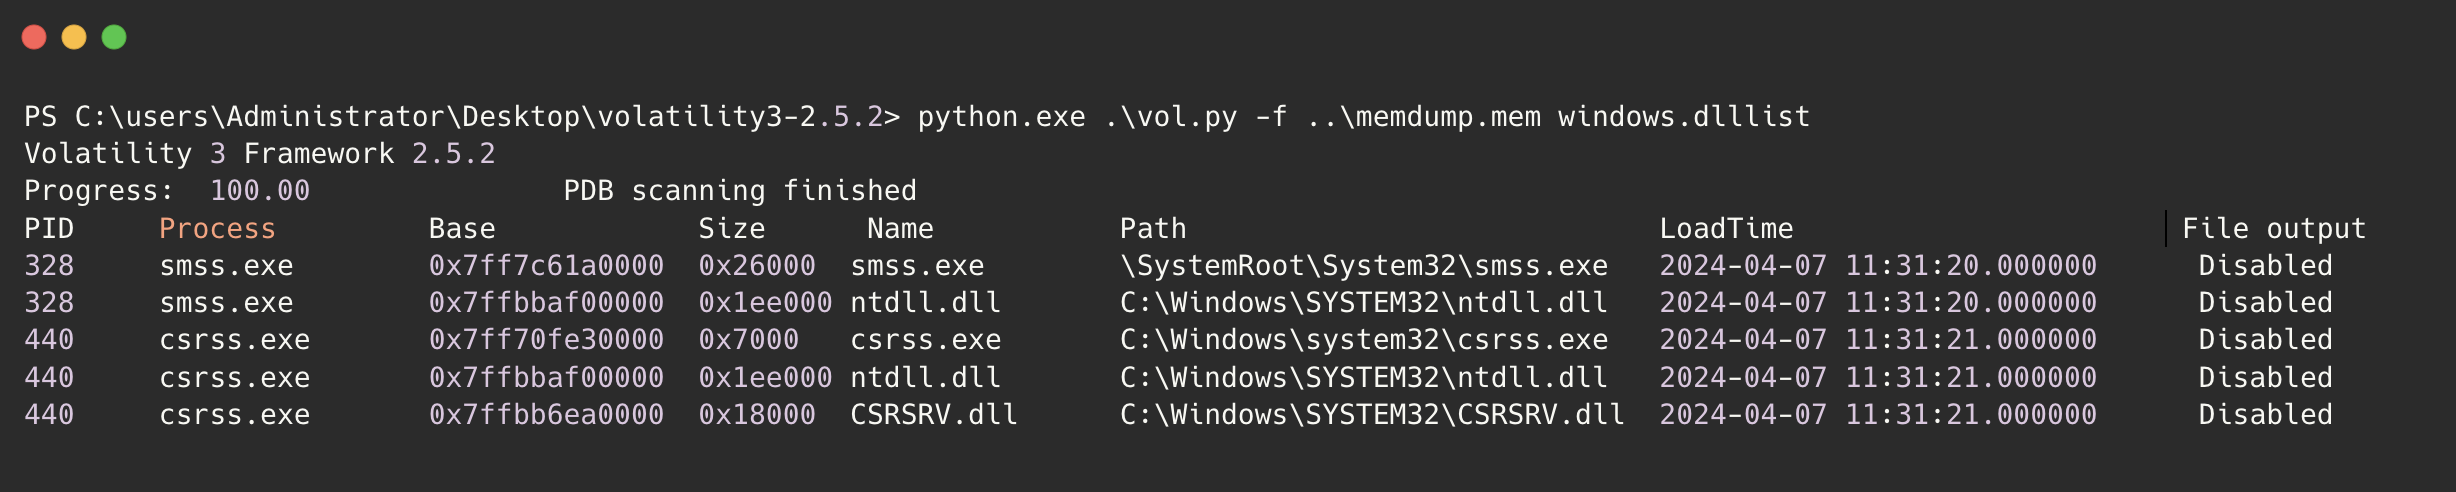 PS C:\users\Administrator\Desktop\volatility3-2.5.2> python.exe .\vol.py -f ..\memdump.mem windows.dlllist
Volatility 3 Framework 2.5.2
Progress:  100.00               PDB scanning finished
PID     Process         Base            Size      Name           Path                            LoadTime                      File output
328     smss.exe        0x7ff7c61a0000  0x26000  smss.exe        \SystemRoot\System32\smss.exe   2024-04-07 11:31:20.000000      Disabled
328     smss.exe        0x7ffbbaf00000  0x1ee000 ntdll.dll       C:\Windows\SYSTEM32\ntdll.dll   2024-04-07 11:31:20.000000      Disabled
440     csrss.exe       0x7ff70fe30000  0x7000   csrss.exe       C:\Windows\system32\csrss.exe   2024-04-07 11:31:21.000000      Disabled
440     csrss.exe       0x7ffbbaf00000  0x1ee000 ntdll.dll       C:\Windows\SYSTEM32\ntdll.dll   2024-04-07 11:31:21.000000      Disabled
440     csrss.exe       0x7ffbb6ea0000  0x18000  CSRSRV.dll      C:\Windows\SYSTEM32\CSRSRV.dll  2024-04-07 11:31:21.000000      Disabled